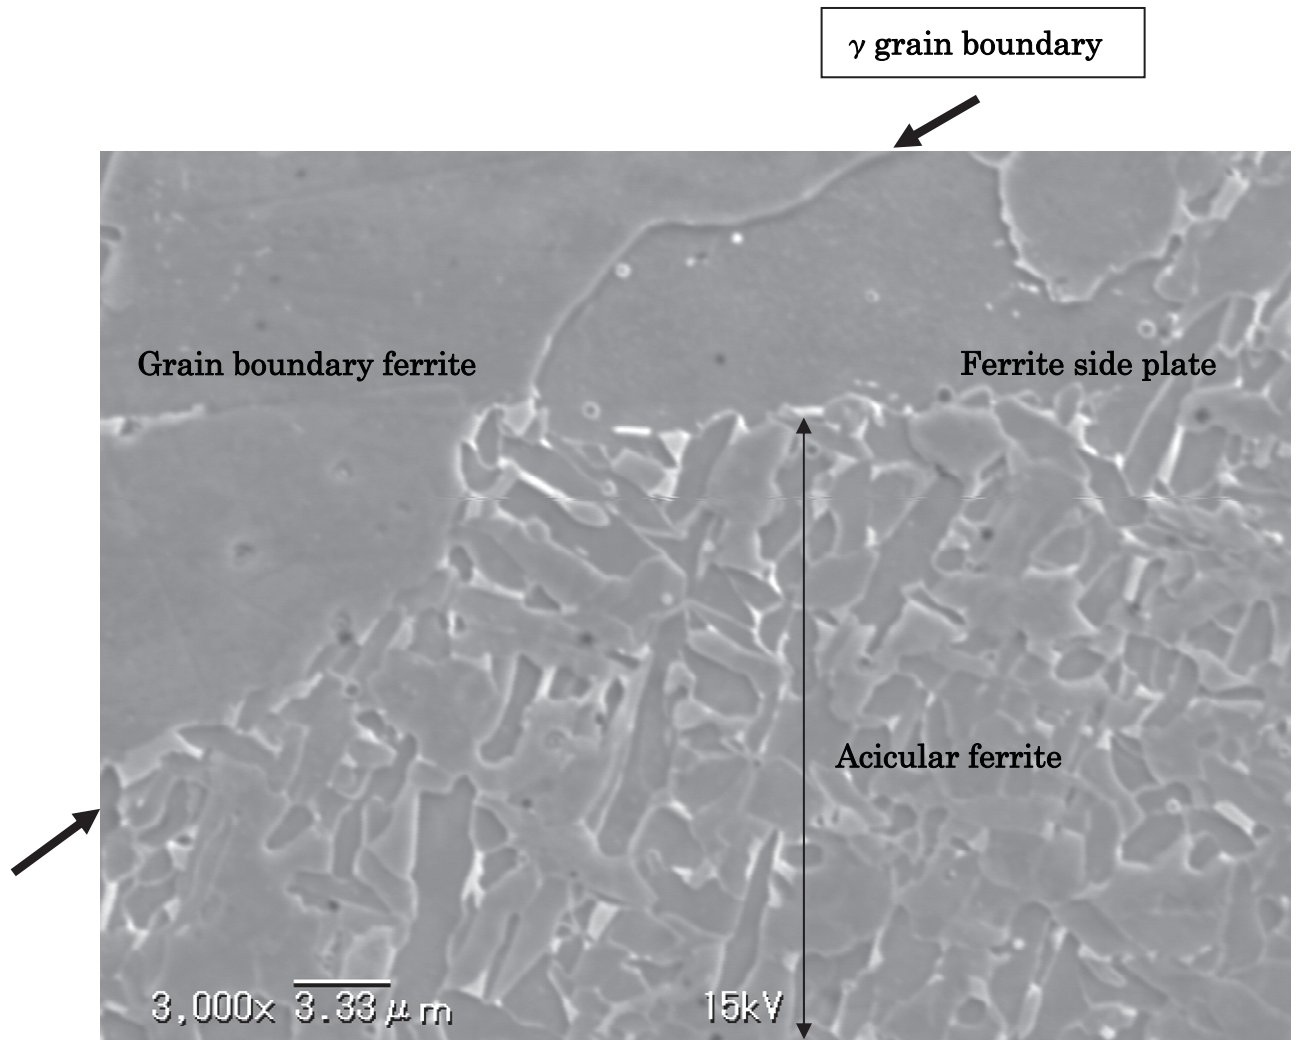 γ grain boundary
Grain boundary ferrite
Ferrite side plate
Acicular ferrite
3,000x 3.33μm 15kV